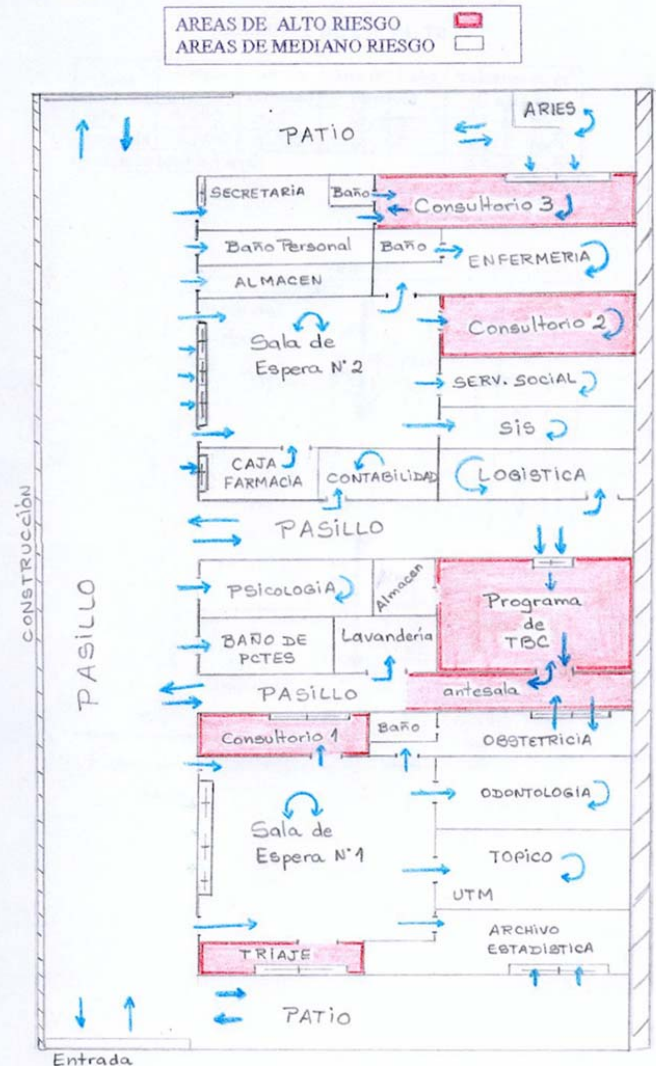 AREAS DE ALTO RIESGO
AREAS DE MEDIANO RIESGO
PATIO
ARIES
SECRETARIA
Baño
Consultorio 3
Baño Personal
Baño
ENFERMERIA
ALMACEN
Sala de
Espera N°2
Consultorio 2
SERV. SOCIAL
SIS
CAJA
FARMACIA
CONTABILIDAD
LOGISTICA
CONSTRUCCIÓN
PASILLO
PASILLO
PSICOLOGIA
Almacen
Programa
de
TBC
BAÑO DE
PCTES
Lavandería
PASILLO
antesala
Consultorio 1
Baño
OBSTETRICIA
Sala de
Espera N°1
ODONTOLOGIA
TOPICO
UTM
TRIAJE
ARCHIVO
ESTADÍSTICA
PATIO
Entrada